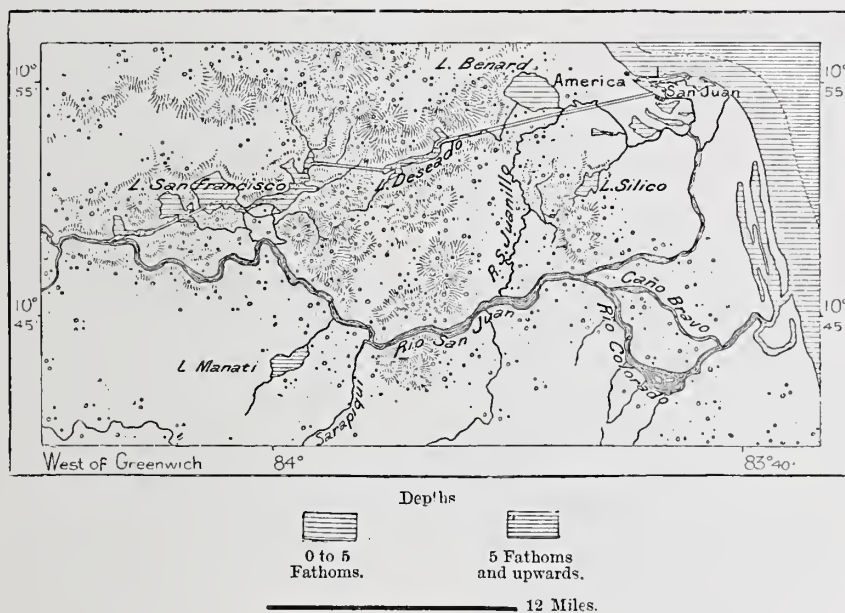 L. Benard
10°
55'
America
San Juan
10°
55'
L. San Francisco
L. Deseado
L. Silico
R. S. Juanillo
10°
45'
Caño Bravo
10°
45
Rio San Juan
Rio Colorado
L. Manati
Sarapiqui
West of Greenwich
84°
83°40'
Depths
0 to 5
Fathoms.
5 Fathoms
and upwards.
12 Miles.